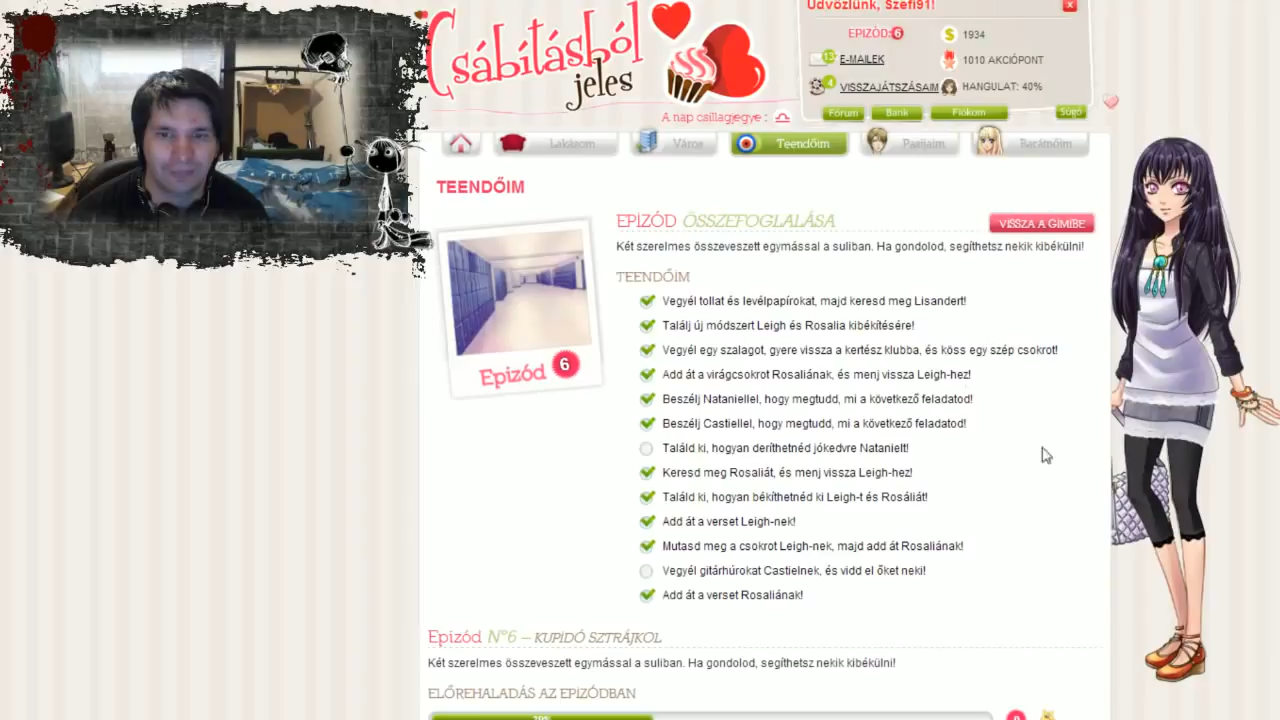 Csábításból
jeles
A nap csillagjegye :
Üdvözlünk, Szefi91!
x
EPIZÓD: 6
1934
13
E-MAILEK
1010 AKCIÓPONT
4
VISSZAJÁTSZÁSAIM
HANGULAT: 40%
Fórum
Bank
Fiókom
Súgó
Lakásom
Város
Teendőim
Pasijaim
Barátnőim
TEENDŐIM
EPIZÓD ÖSSZEFOGLALÁSA
VISSZA A GIMIBE
Két szerelmes összeveszett egymással a suliban. Ha gondolod, segíthetsz nekik kibékülni!
TEENDŐIM
Vegyél tollat és levélpapírokat, majd keresd meg Lisandert!
Találj új módszert Leigh és Rosalia kibékítésére!
Vegyél egy szalagot, gyere vissza a kertész klubba, és köss egy szép csokrot!
Add át a virágcsokrot Rosaliának, és menj vissza Leigh-hez!
Beszélj Nataniellel, hogy megtudd, mi a következő feladatod!
Beszélj Castiellel, hogy megtudd, mi a következő feladatod!
Találd ki, hogyan deríthetnéd jókedvre Natanielt!
Keresd meg Rosaliát, és menj vissza Leigh-hez!
Találd ki, hogyan békíthetnéd ki Leigh-t és Rosáliát!
Add át a verset Leigh-nek!
Mutasd meg a csokrot Leigh-nek, majd add át Rosaliának!
Vegyél gitárhúrokat Castielnek, és vidd el őket neki!
Add át a verset Rosaliának!
Epizód 6
Epizód N°6 – KUPIDÓ SZTRÁJKOL
Két szerelmes összeveszett egymással a suliban. Ha gondolod, segíthetsz nekik kibékülni!
ELŐREHALADÁS AZ EPIZÓDBAN